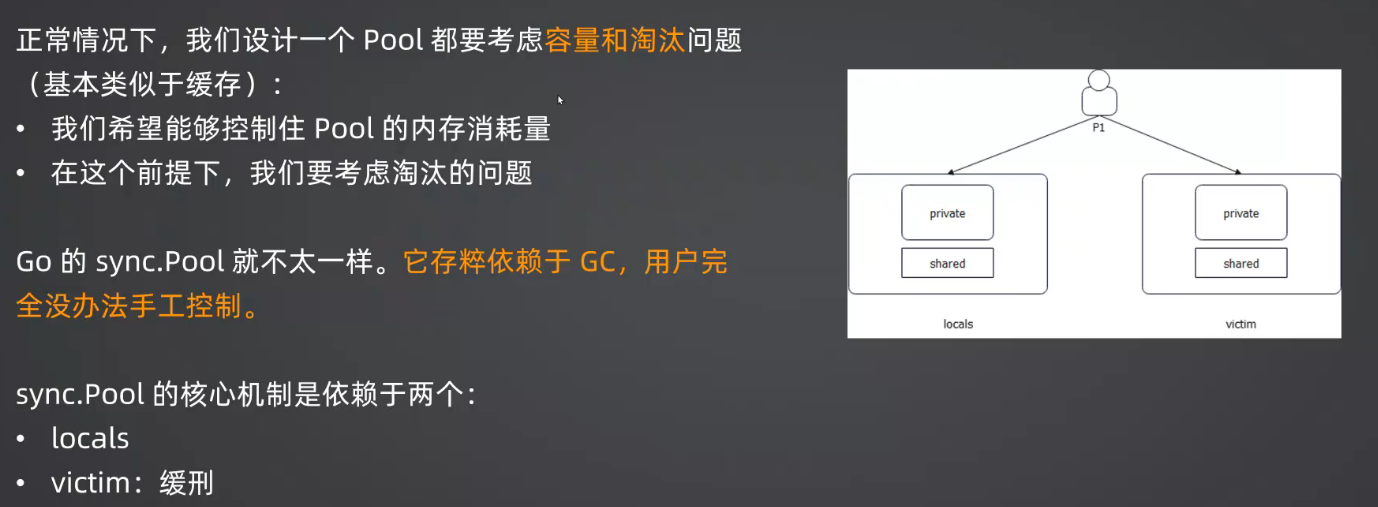 正常情况下，我们设计一个 Pool 都要考虑容量和淘汰问题
（基本类似于缓存）：
• 我们希望能够控制住 Pool 的内存消耗量
• 在这个前提下，我们要考虑淘汰的问题
Go 的 sync.Pool 就不太一样。它存粹依赖于 GC，用户完
全没办法手工控制。
sync.Pool 的核心机制是依赖于两个：
• locals
• victim：缓刑
P1
private
shared
locals
private
shared
victim